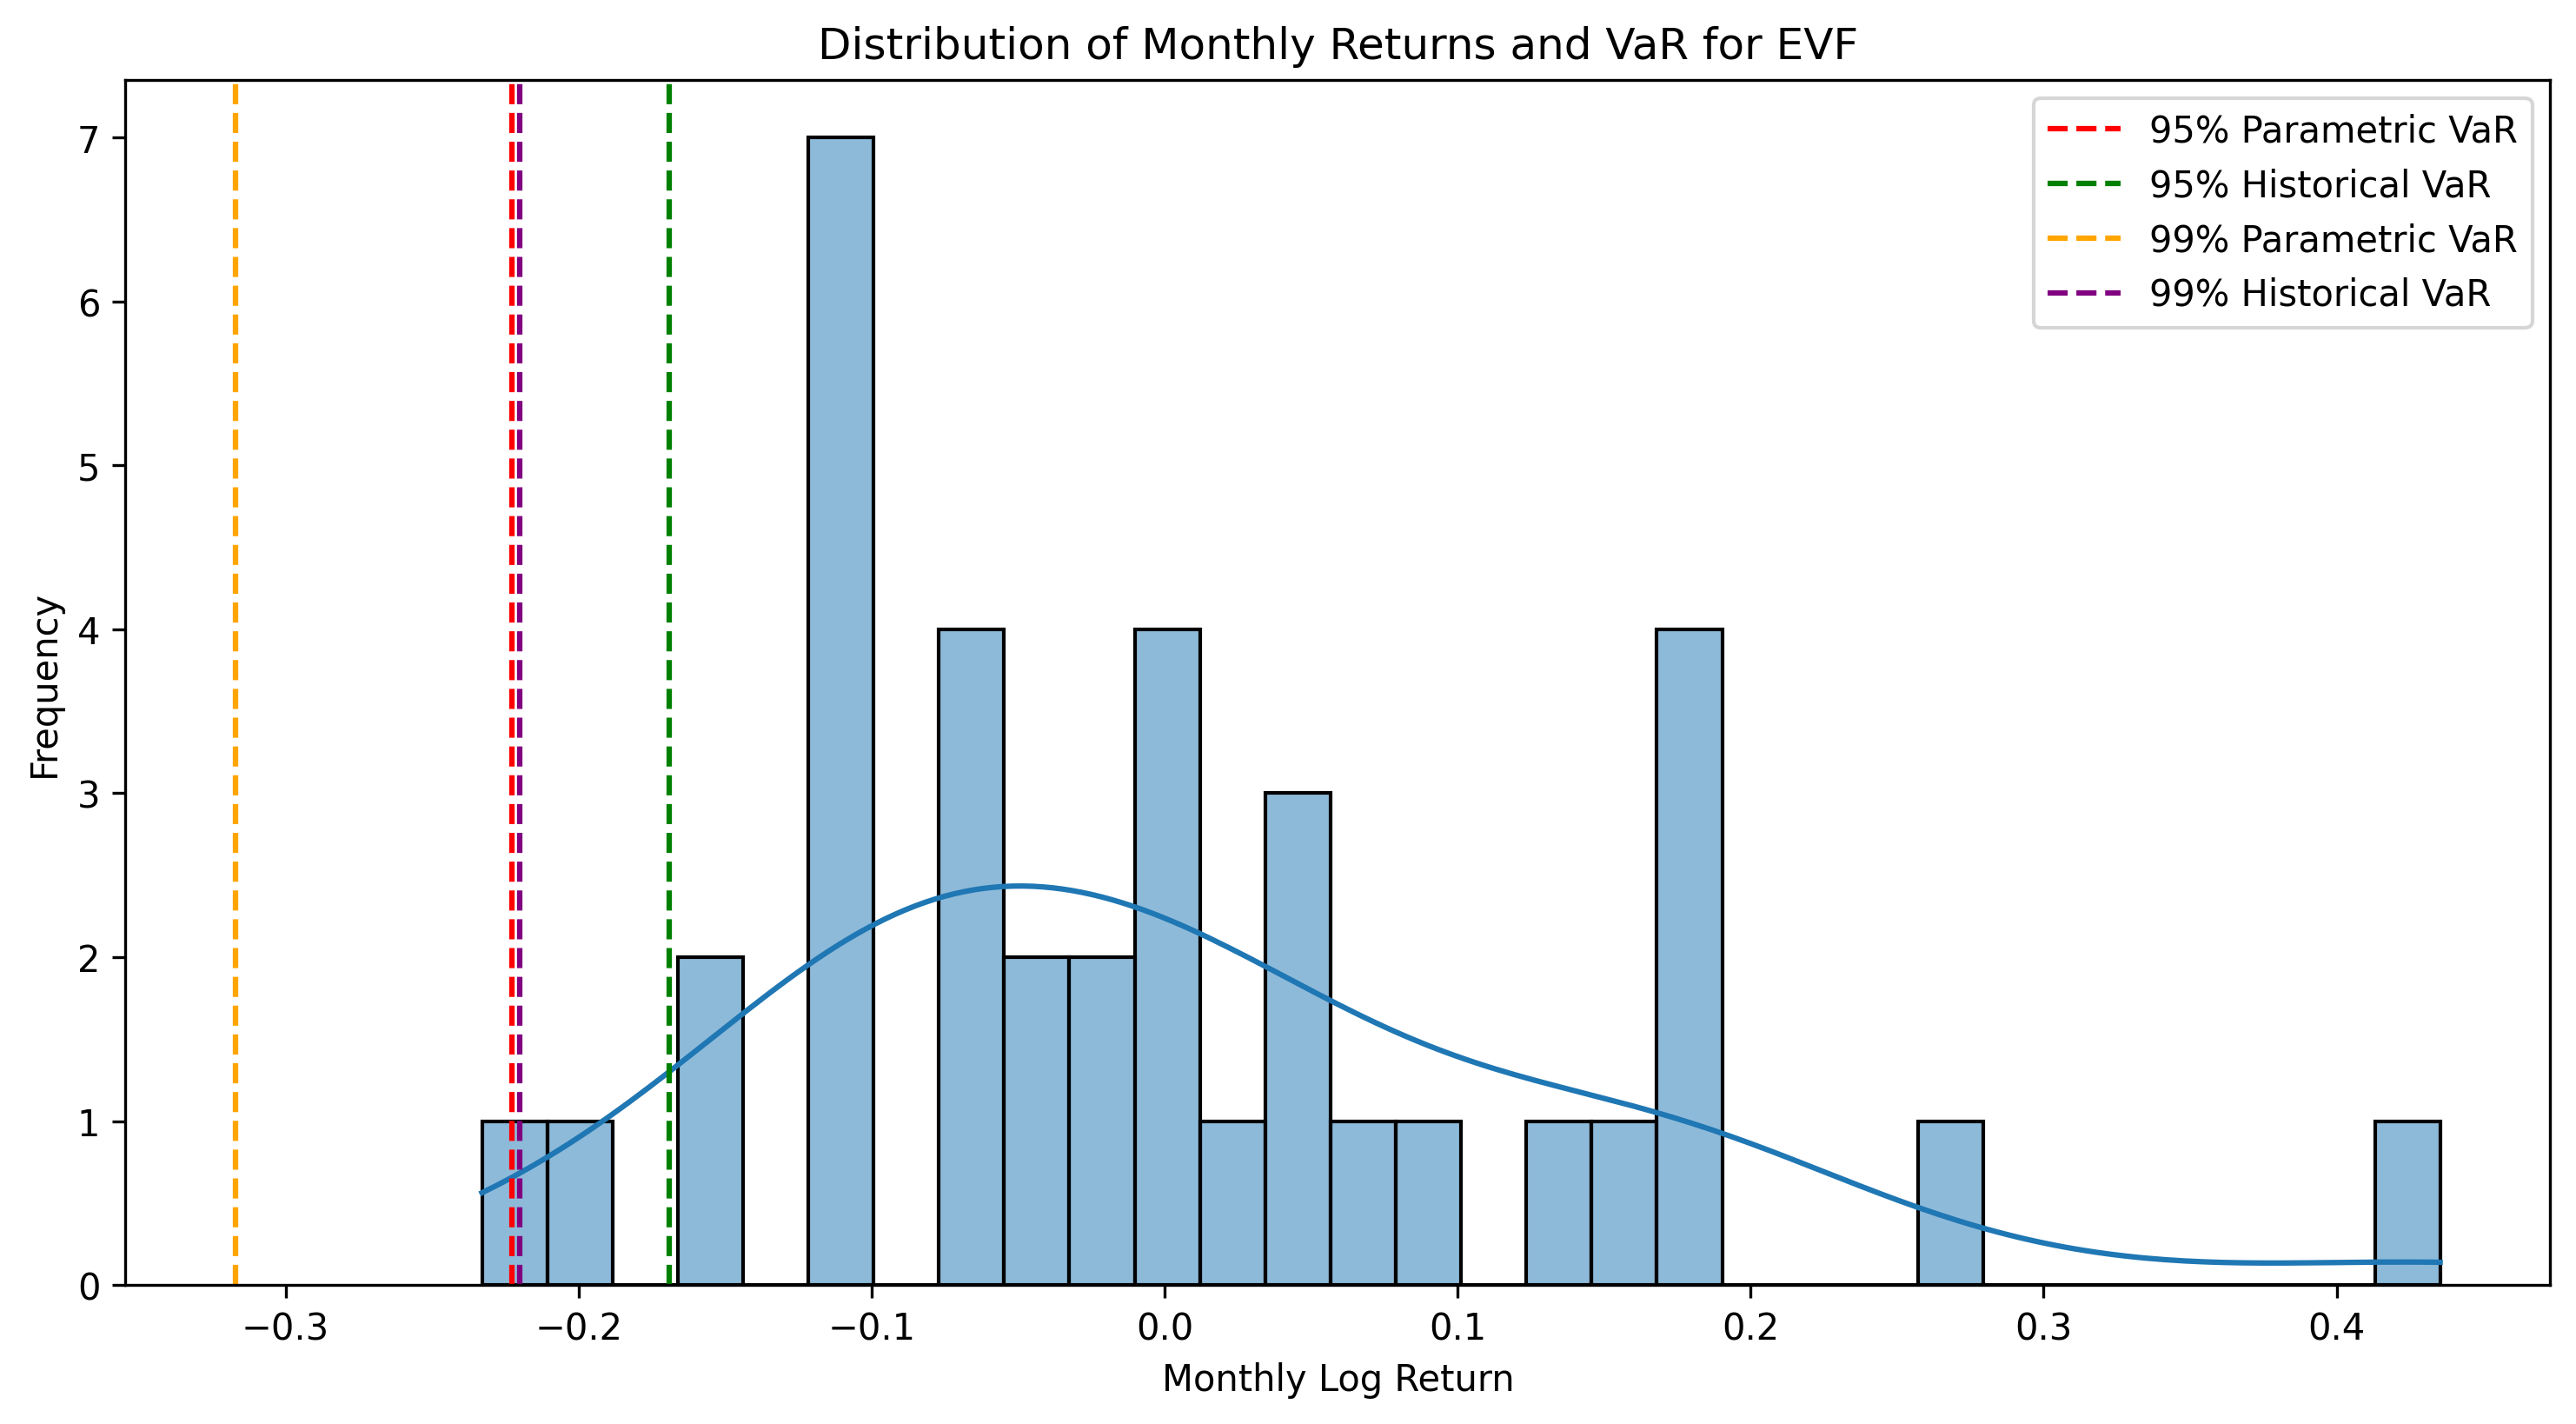 Distribution of Monthly Returns and VaR for EVF
95% Parametric VaR
95% Historical VaR
99% Parametric VaR
99% Historical VaR
7
6
5
4
3
2
1
0
Frequency
−0.3
−0.2
−0.1
0.0
0.1
0.2
0.3
0.4
Monthly Log Return